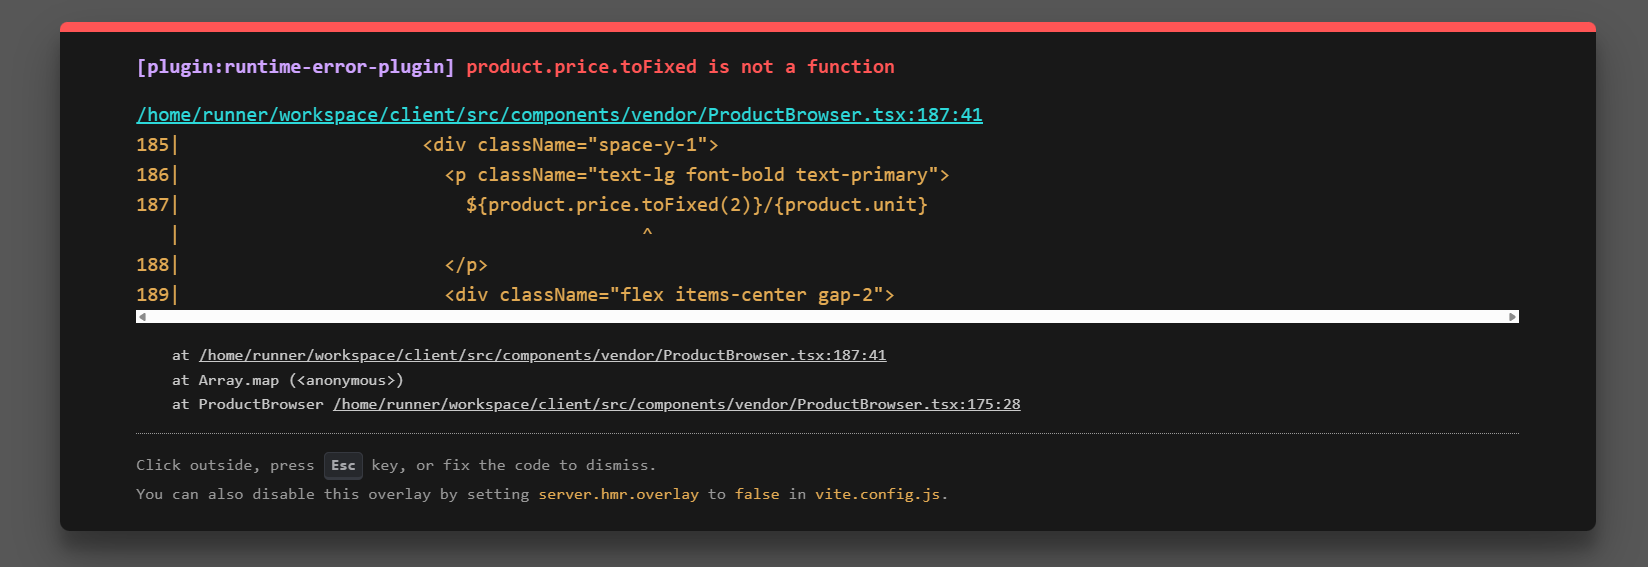 [plugin:runtime-error-plugin] product.price.toFixed is not a function
/home/runner/workspace/client/src/components/vendor/ProductBrowser.tsx:187:41
185|                      <div className="space-y-1">
186|                        <p className="text-lg font-bold text-primary">
187|                          ${product.price.toFixed(2)}/{product.unit}
   |                                          ^
188|                        </p>
189|                        <div className="flex items-center gap-2">
at /home/runner/workspace/client/src/components/vendor/ProductBrowser.tsx:187:41
at Array.map (<anonymous>)
at ProductBrowser /home/runner/workspace/client/src/components/vendor/ProductBrowser.tsx:175:28
Click outside, press Esc key, or fix the code to dismiss.
You can also disable this overlay by setting server.hmr.overlay to false in vite.config.js.